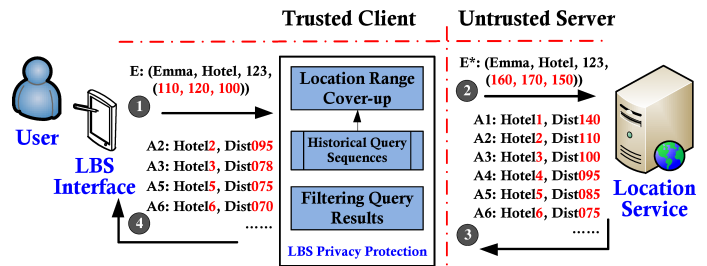 Trusted Client
Untrusted Server
E: (Emma, Hotel, 123,
(110, 120, 100))
1
User
LBS
Interface
A2: Hotel2, Dist095
A3: Hotel3, Dist078
A5: Hotel5, Dist075
A6: Hotel6, Dist070
……
4
Location Range
Cover-up
Historical Query
Sequences
Filtering Query
Results
LBS Privacy Protection
E*: (Emma, Hotel, 123,
(160, 170, 150))
2
A1: Hotel1, Dist140
A2: Hotel2, Dist110
A3: Hotel3, Dist100
A4: Hotel4, Dist095
A5: Hotel5, Dist085
A6: Hotel6, Dist075
……
3
Location
Service